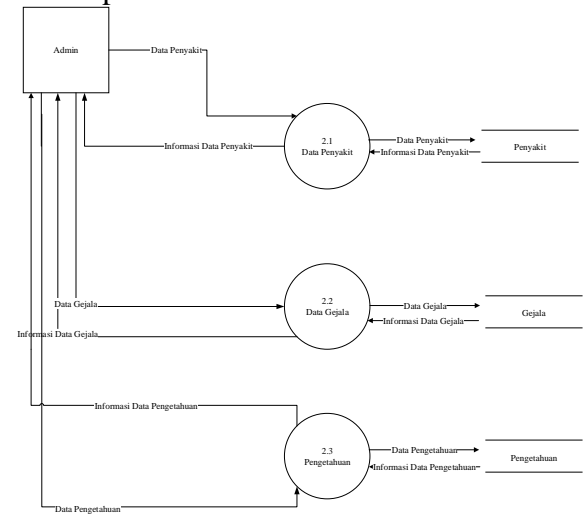 Admin
Data Penyakit
2.1
Data Penyakit
Informasi Data Penyakit
Data Penyakit
Informasi Data Penyakit
Penyakit
2.2
Data Gejala
Data Gejala
Informasi Data Gejala
Data Gejala
Informasi Data Gejala
Gejala
Informasi Data Pengetahuan
2.3
Pengetahuan
Data Pengetahuan
Informasi Data Pengetahuan
Pengetahuan
Data Pengetahuan